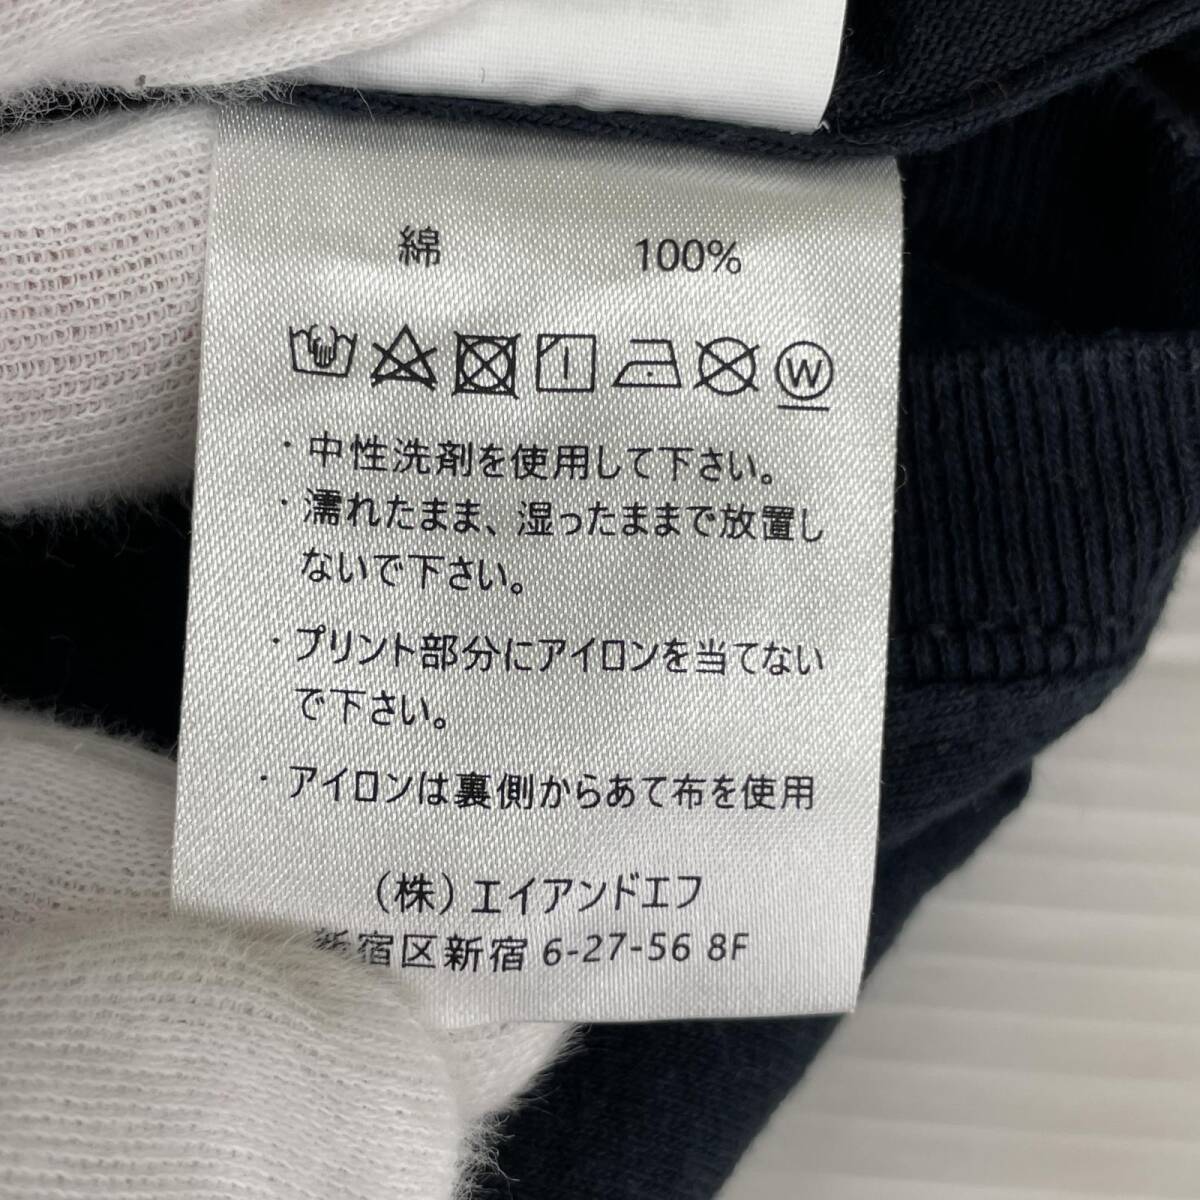 綿 100%
W
・中性洗剤を使用して下さい。
・濡れたまま、湿ったままで放置し
ないで下さい。
・プリント部分にアイロンを当てない
で下さい。
・アイロンは裏側からあて布を使用
（株）エイアンドエフ
宿区新宿 6-27-56 8F